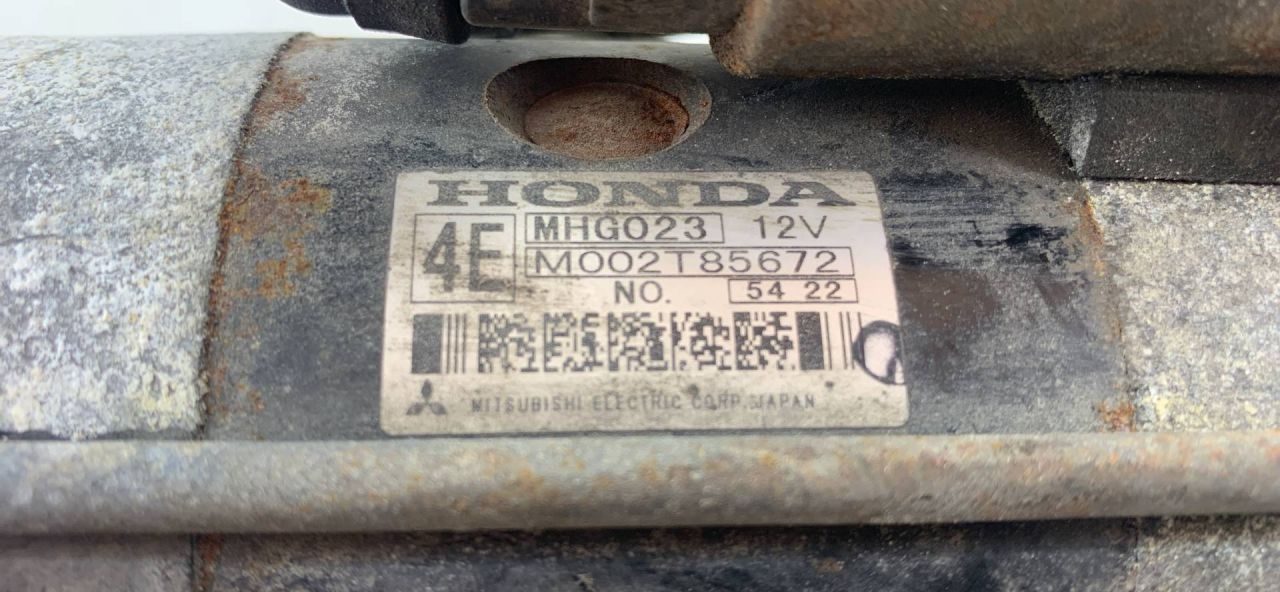 HONDA
4E
MHG023 12V
M002T85672
NO. 54 22
MITSUBISHI ELECTRIC CORP. JAPAN